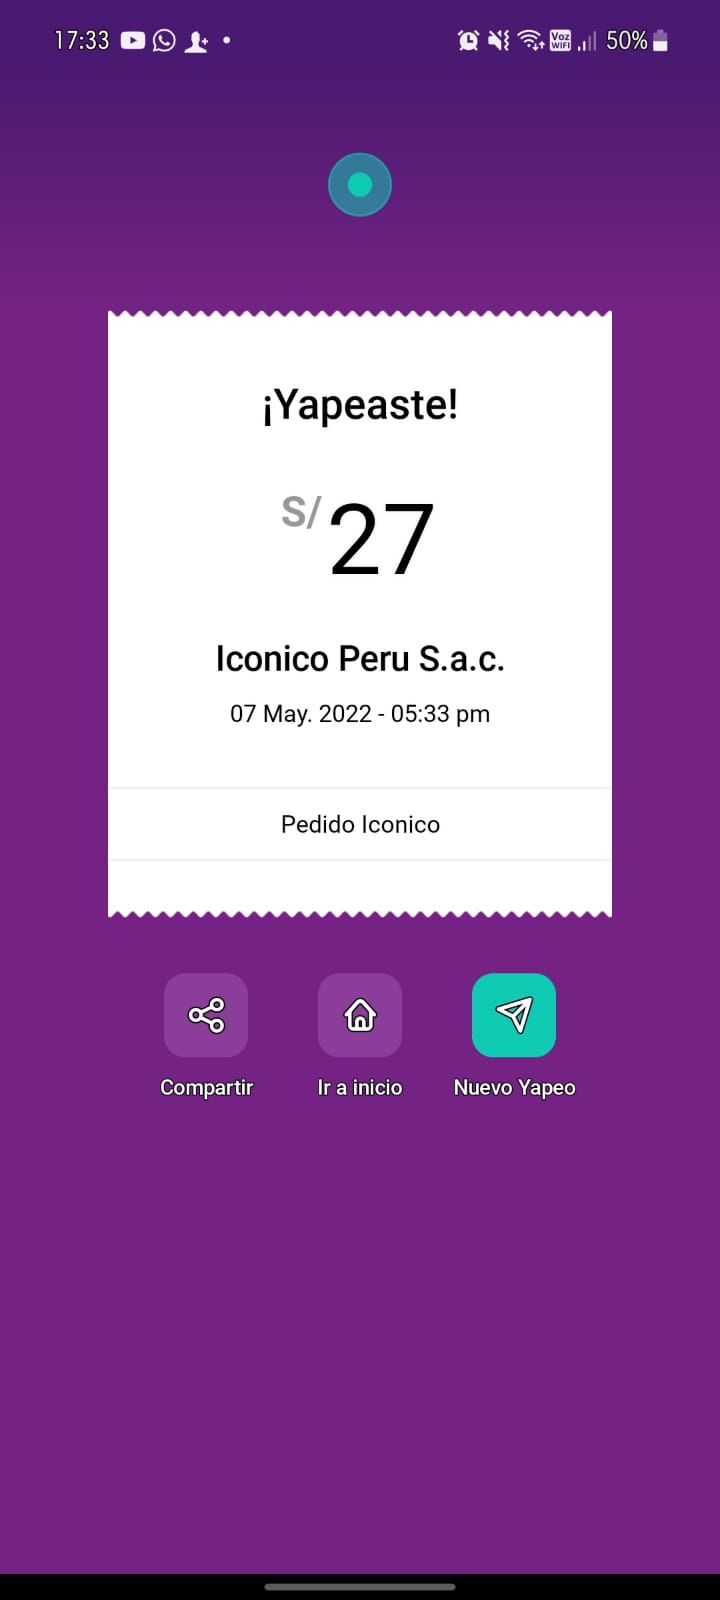 17:33
Voz WIFI
50%
¡Yapeaste!
S/ 27
Iconico Peru S.a.c.
07 May. 2022 - 05:33 pm
Pedido Iconico
Compartir
Ir a inicio
Nuevo Yapeo